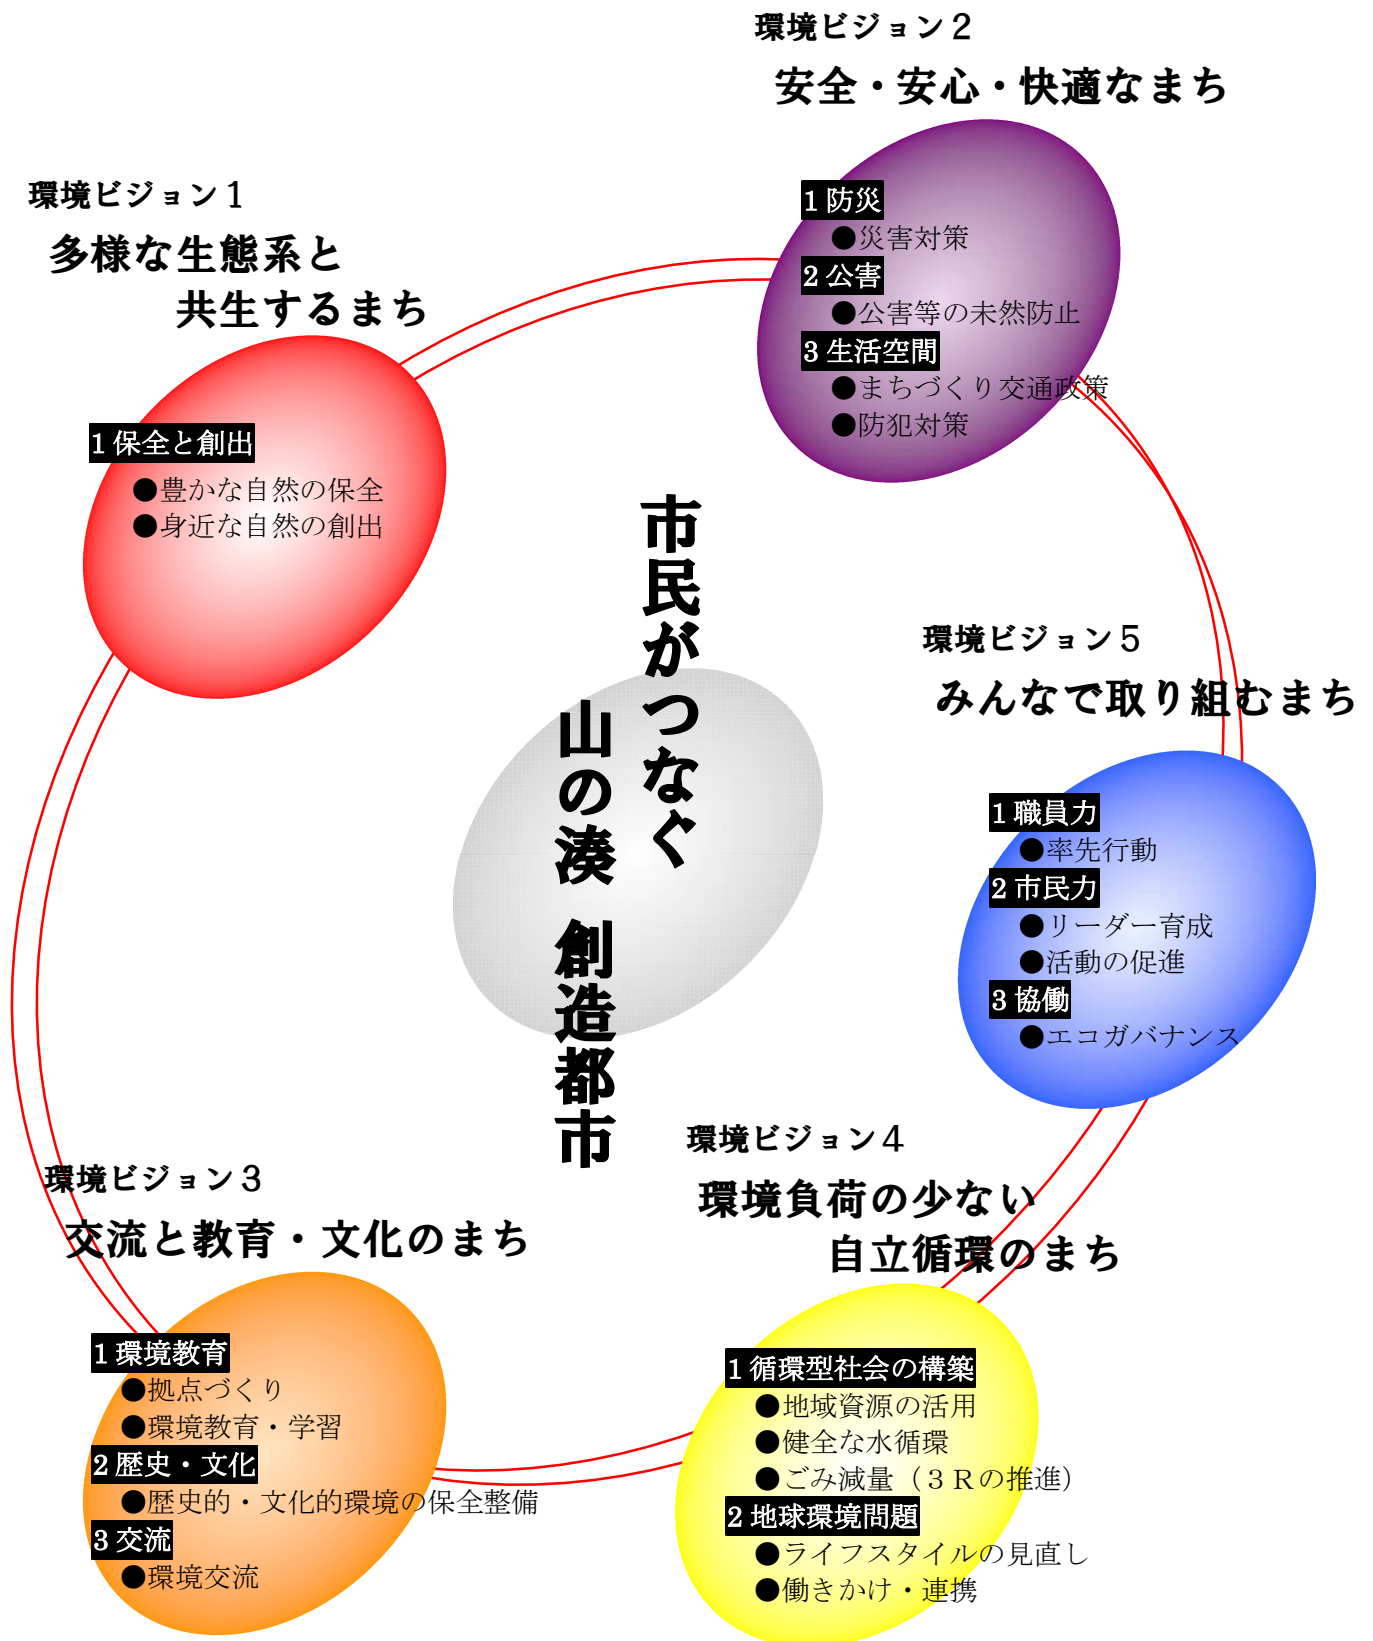 環境ビジョン１
多様な生態系と
共生するまち
1 保全と創出
●豊かな自然の保全
●身近な自然の創出
環境ビジョン２
安全・安心・快適なまち
1 防災
●災害対策
2 公害
●公害等の未然防止
3 生活空間
●まちづくり交通政策
●防犯対策
市民がつなぐ
山の湊 創造都市
環境ビジョン５
みんなで取り組むまち
1 職員力
●率先行動
2 市民力
●リーダー育成
●活動の促進
3 協働
●エコガバナンス
環境ビジョン３
交流と教育・文化のまち
1 環境教育
●拠点づくり
●環境教育・学習
2 歴史・文化
●歴史的・文化的環境の保全整備
3 交流
●環境交流
環境ビジョン４
環境負荷の少ない
自立循環のまち
1 循環型社会の構築
●地域資源の活用
●健全な水循環
●ごみ減量（３Ｒの推進）
2 地球環境問題
●ライフスタイルの見直し
●働きかけ・連携